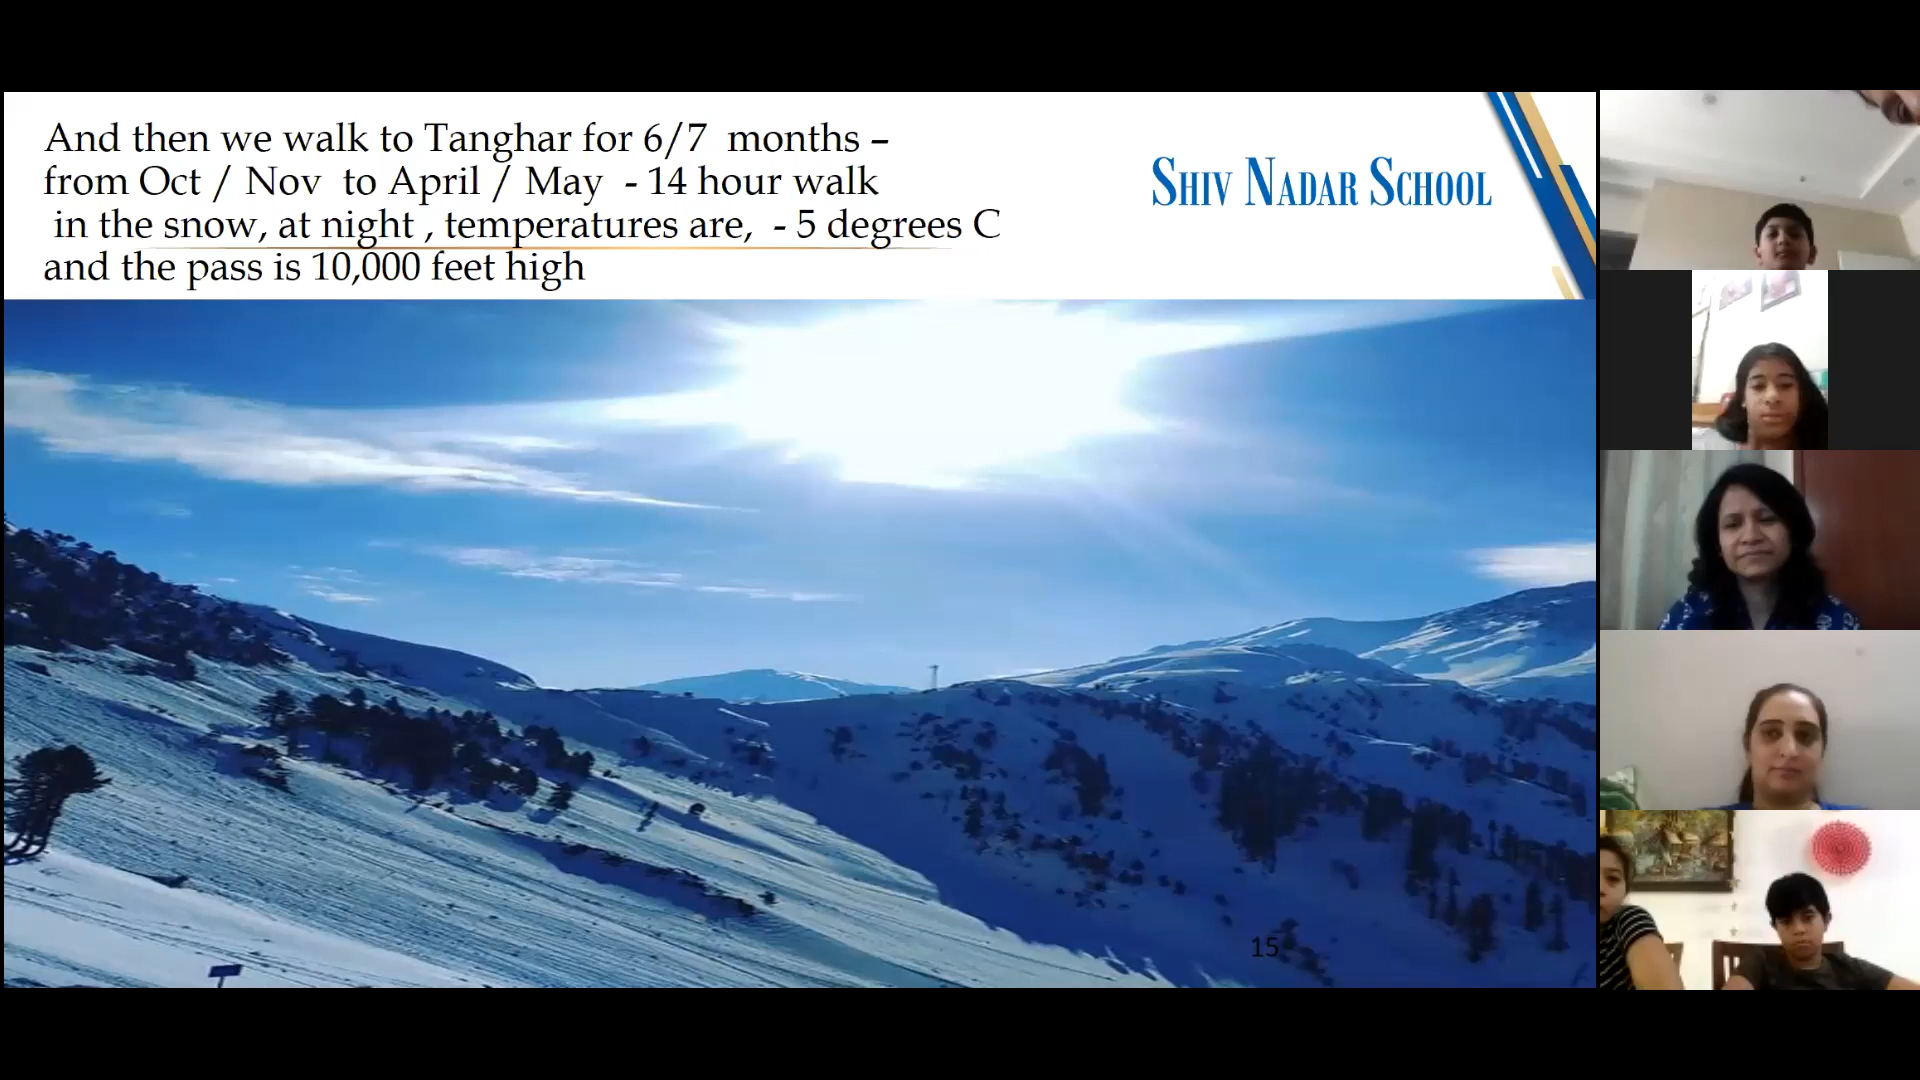 And then we walk to Tanghar for 6/7 months –
from Oct / Nov to April / May - 14 hour walk
in the snow, at night , temperatures are, - 5 degrees C
and the pass is 10,000 feet high
SHIV NADAR SCHOOL
15